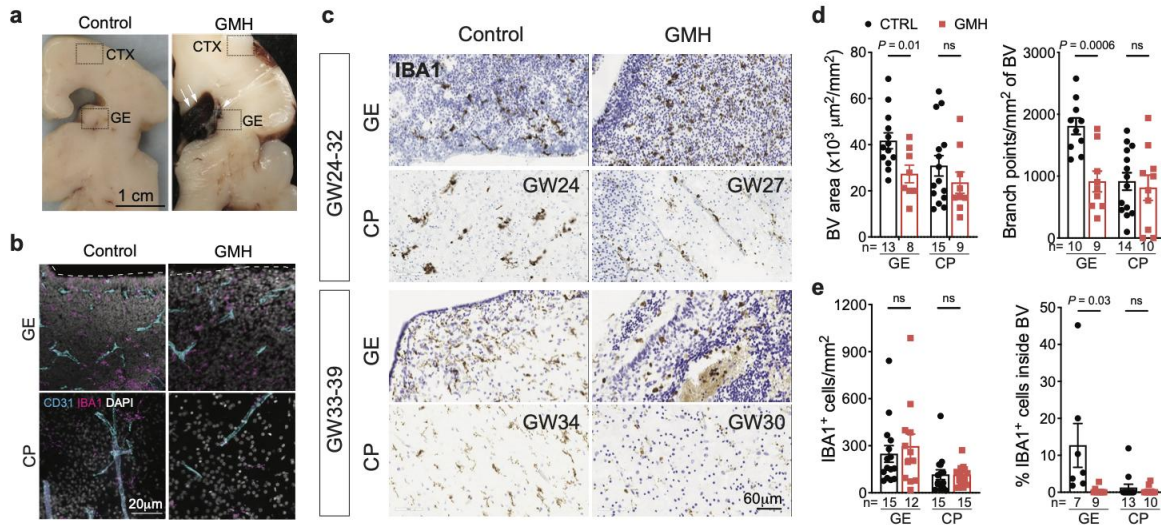 a
Control
GMH
CTX
CTX
GE
GE
1 cm
b
Control
GMH
GE
CP
CD31 IBA1 DAPI
20μm
c
Control
GMH
GW24-32
GE
CP
IBA1
GW24
GW27
GW33-39
GE
CP
GW34
GW30
60μm
d
CTRL
GMH
BV area (x10³ μm²/mm²)
80
60
40
20
0
P = 0.01
ns
n= 13 8 15 9
GE CP
Branch points/mm² of BV
3000
2000
1000
0
P = 0.0006
ns
n= 10 9 14 10
GE CP
e
IBA1⁺ cells/mm²
1200
900
600
300
0
ns
ns
n= 15 12 15 15
GE CP
% IBA1⁺ cells inside BV
50
40
30
20
10
0
P = 0.03
ns
n= 7 9 13 10
GE CP